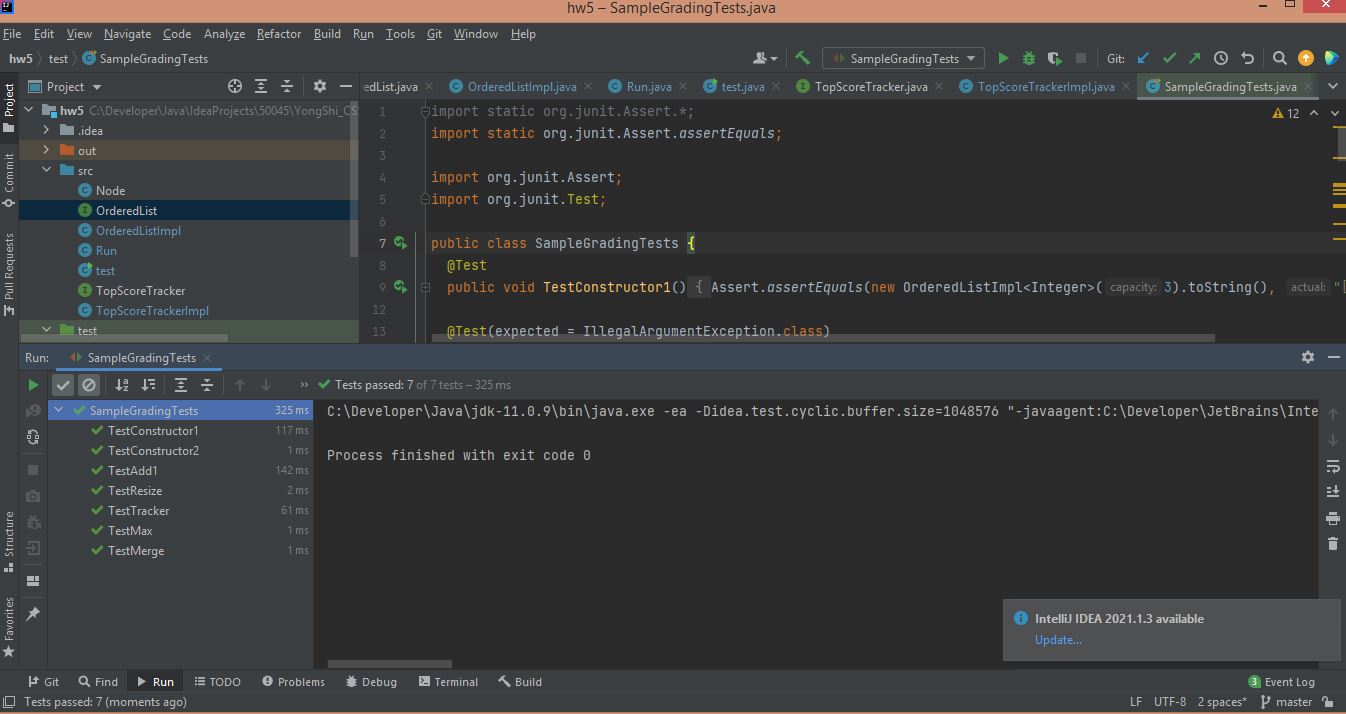 hw5 – SampleGradingTests.java
File Edit View Navigate Code Analyze Refactor Build Run Tools Git Window Help
hw5 test SampleGradingTests
SampleGradingTests
Git:
Project
edList.java OrderedListImpl.java Run.java test.java TopScoreTracker.java TopScoreTrackerImpl.java SampleGradingTests.java
Project
Commit
Pull Requests
Structure
Favorites
hw5 C:\Developer\Java\IdeaProjects\50045\YongShi_CS
.idea
out
src
Node
OrderedList
OrderedListImpl
Run
test
TopScoreTracker
TopScoreTrackerImpl
test
12
1 import static org.junit.Assert.*;
2 import static org.junit.Assert.assertEquals;
3
4 import org.junit.Assert;
5 import org.junit.Test;
6
7 public class SampleGradingTests {
8 @Test
9 public void TestConstructor1() { Assert.assertEquals(new OrderedListImpl<Integer>( capacity: 3).toString(), actual: "[
12
13 @Test(expected = IllegalArgumentException.class)
Run: SampleGradingTests
Tests passed: 7 of 7 tests – 325 ms
SampleGradingTests 325 ms
TestConstructor1 117 ms
TestConstructor2 1 ms
TestAdd1 142 ms
TestResize 2 ms
TestTracker 61 ms
TestMax 1 ms
TestMerge 1 ms
C:\Developer\Java\jdk-11.0.9\bin\java.exe -ea -Didea.test.cyclic.buffer.size=1048576 "-javaagent:C:\Developer\JetBrains\Inte
Process finished with exit code 0
IntelliJ IDEA 2021.1.3 available
Update...
Git Find Run TODO Problems Debug Terminal Build
3 Event Log
Tests passed: 7 (moments ago)
LF UTF-8 2 spaces* master